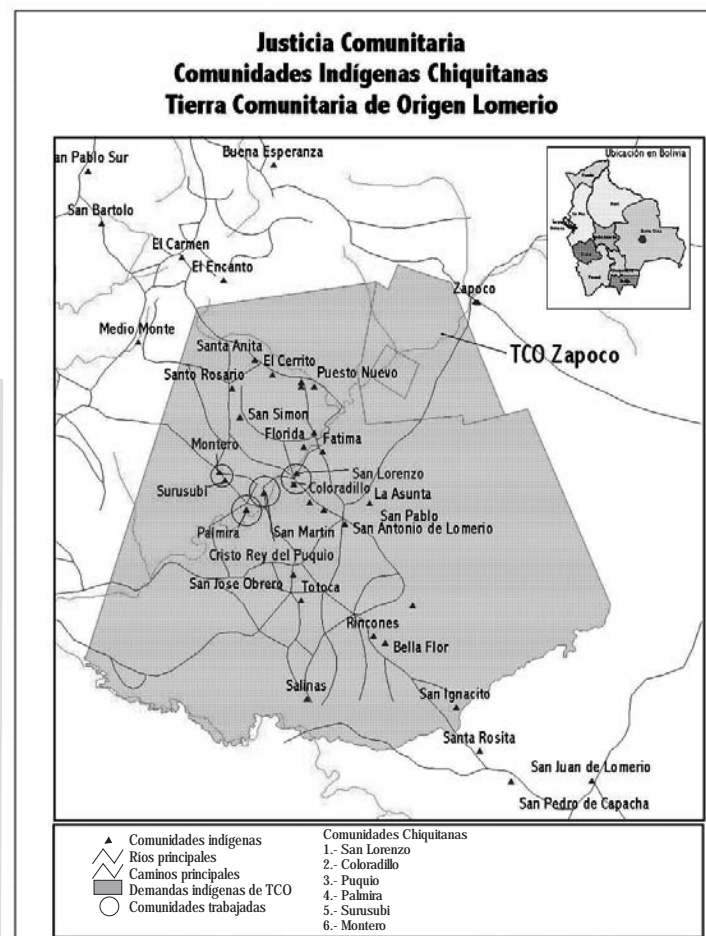 Justicia Comunitaria
Comunidades Indígenas Chiquitanas
Tierra Comunitaria de Origen Lomerio
Ubicación en Bolivia
an Pablo Sur
Buena Esperanza
San Bartolo
El Carmen
El Encanto
Zapoco
Medio Monte
TCO Zapoco
Santa Anita
El Cerrito
Santo Rosario
Puesto Nuevo
San Simon
Florida
Fatima
Montero
San Lorenzo
Surusubi
Coloradillo
La Asunta
San Pablo
Palmira
San Martin
San Antonio de Lomerio
Cristo Rey del Puquio
San Jose Obrero
Totoca
Rincones
Bella Flor
Salinas
San Ignacito
Santa Rosita
San Juan de Lomerio
San Pedro de Capacha
Comunidades indígenas
Ríos principales
Caminos principales
Demandas indígenas de TCO
Comunidades trabajadas
Comunidades Chiquitanas
1.- San Lorenzo
2.- Coloradillo
3.- Puquio
4.- Palmira
5.- Surusubi
6.- Montero